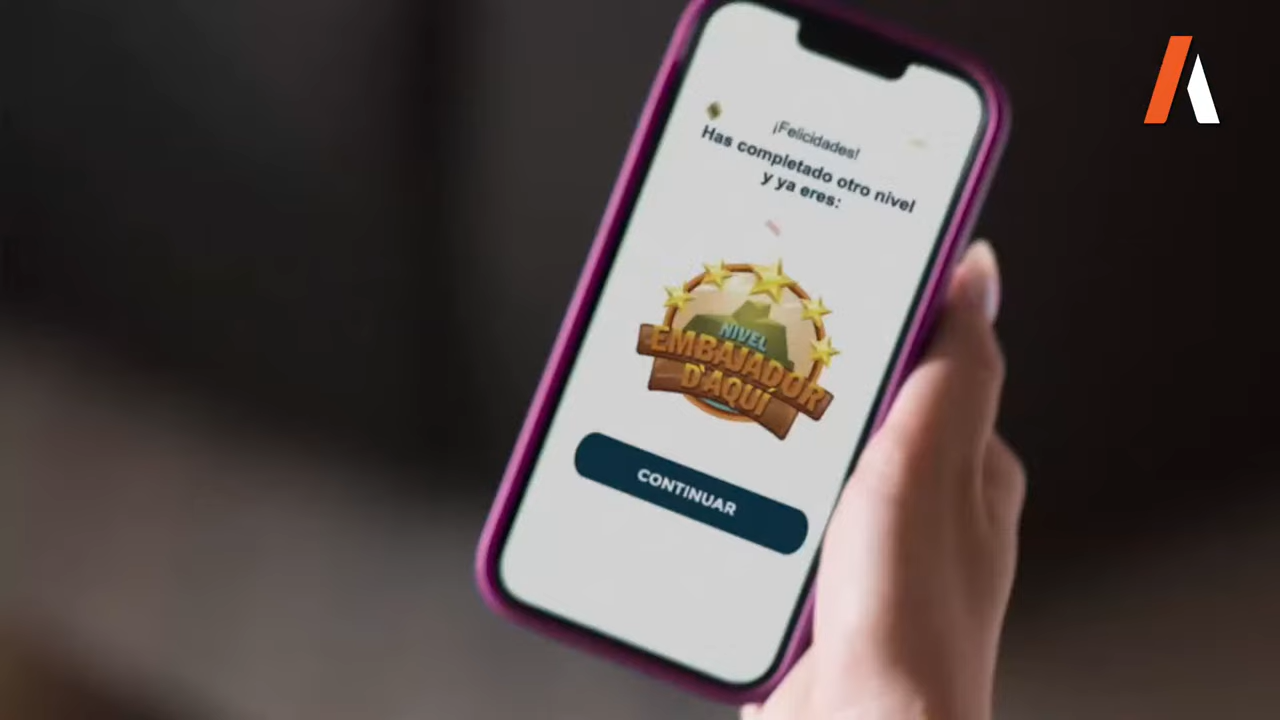 ¡Felicidades!
Has completado otro nivel
y ya eres:
NIVEL
EMBAJADOR
D'AQUÍ
CONTINUAR